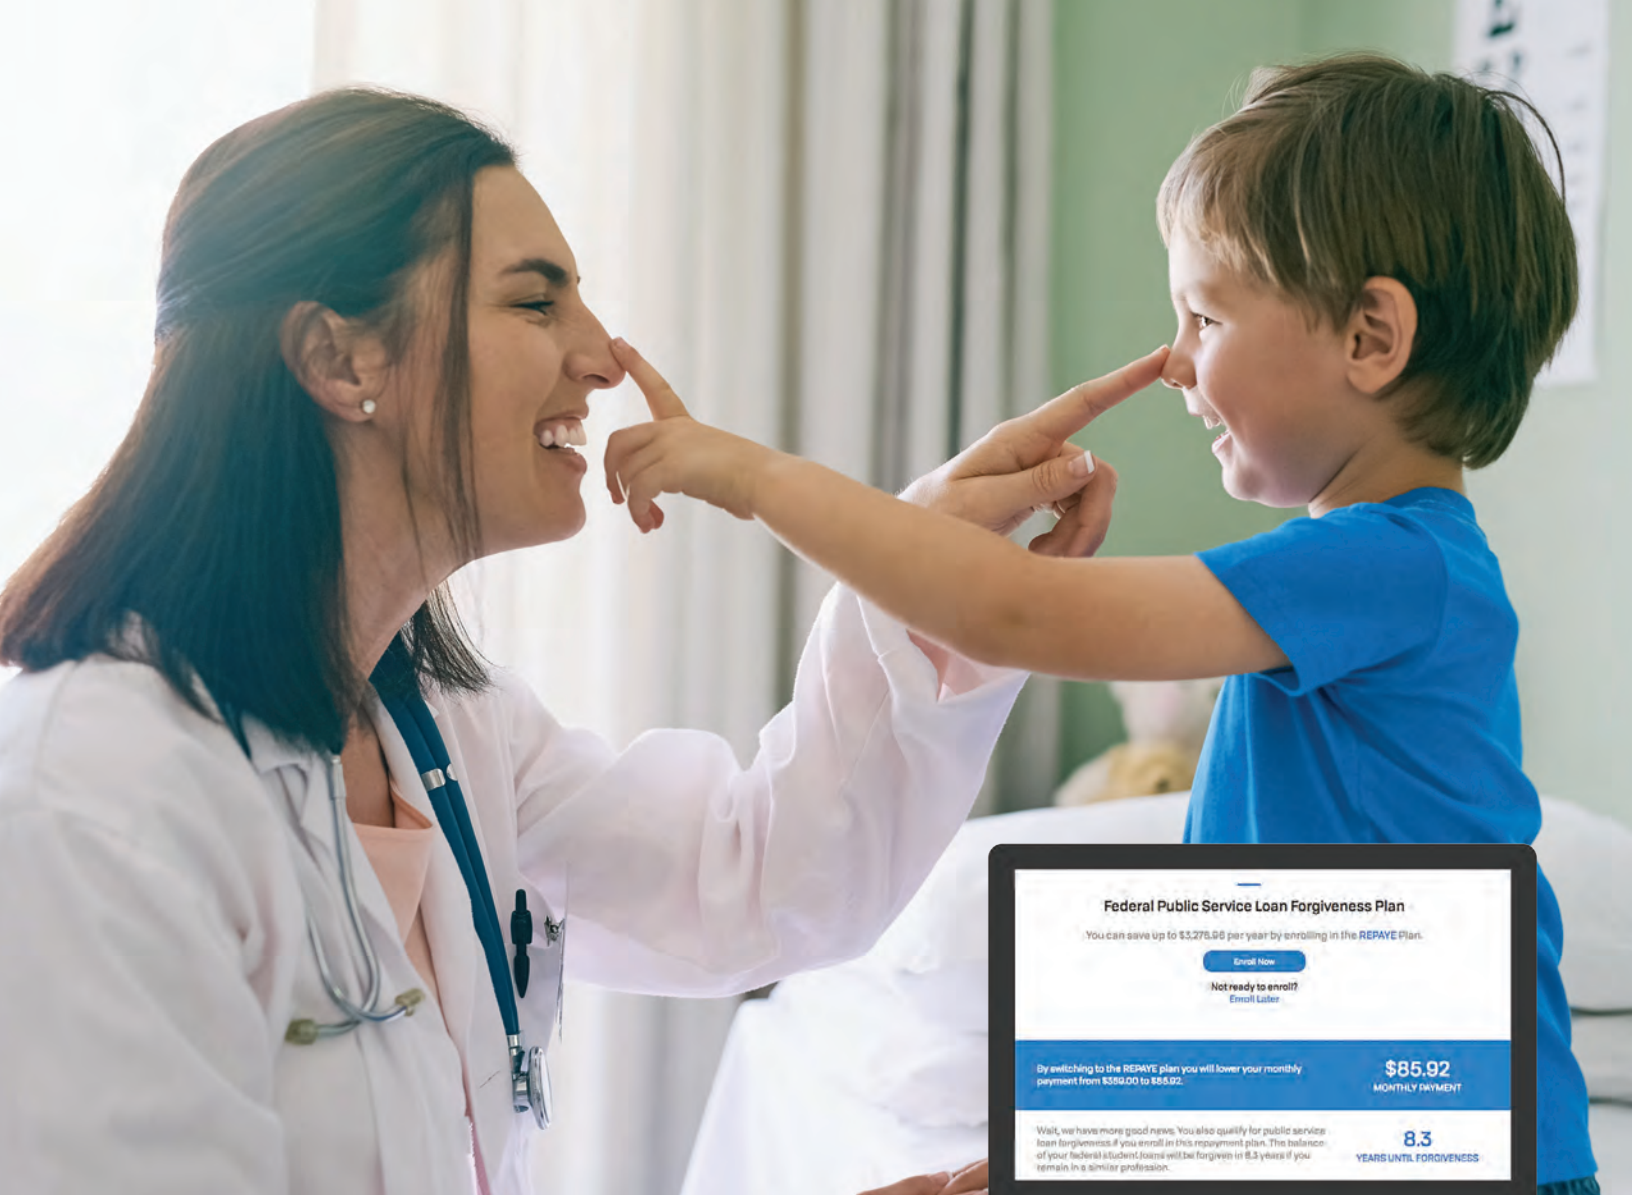 Federal Public Service Loan Forgiveness Plan
You can save up to $3,276.96 per year by enrolling in the REPAYE Plan.
Enroll Now
Not ready to enroll?
Enroll Later
By switching to the REPAYE plan you will lower your monthly
payment from $359.00 to $85.92.
$85.92
MONTHLY PAYMENT
Wait, we have more good news. You also qualify for public service
loan forgiveness if you enroll in this repayment plan. The balance
of your federal student loans will be forgiven in 8.3 years if you
remain in a similar profession.
8.3
YEARS UNTIL FORGIVENESS